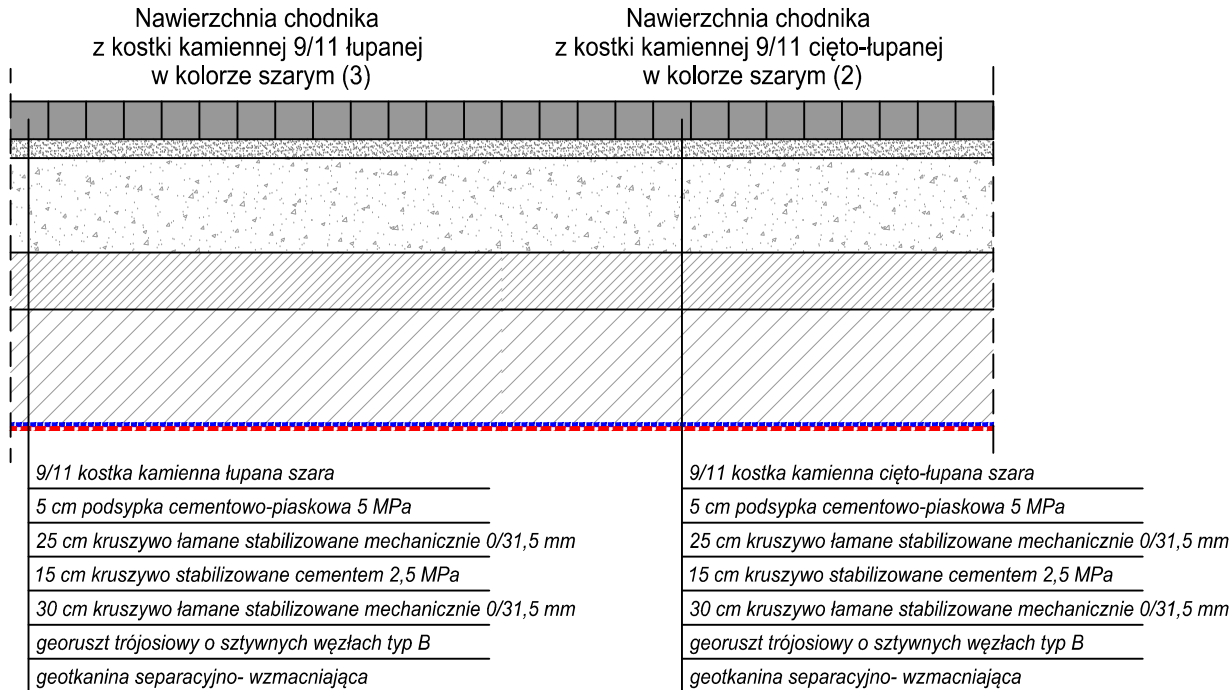 Nawierzchnia chodnika
z kostki kamiennej 9/11 łupanej
w kolorze szarym (3)
Nawierzchnia chodnika
z kostki kamiennej 9/11 cięto-łupanej
w kolorze szarym (2)
9/11 kostka kamienna łupana szara
5 cm podsypka cementowo-piaskowa 5 MPa
25 cm kruszywo łamane stabilizowane mechanicznie 0/31,5 mm
15 cm kruszywo stabilizowane cementem 2,5 MPa
30 cm kruszywo łamane stabilizowane mechanicznie 0/31,5 mm
georuszt trójosiowy o sztywnych węzłach typ B
geotkanina separacyjno- wzmacniająca
9/11 kostka kamienna cięto-łupana szara
5 cm podsypka cementowo-piaskowa 5 MPa
25 cm kruszywo łamane stabilizowane mechanicznie 0/31,5 mm
15 cm kruszywo stabilizowane cementem 2,5 MPa
30 cm kruszywo łamane stabilizowane mechanicznie 0/31,5 mm
georuszt trójosiowy o sztywnych węzłach typ B
geotkanina separacyjno- wzmacniająca